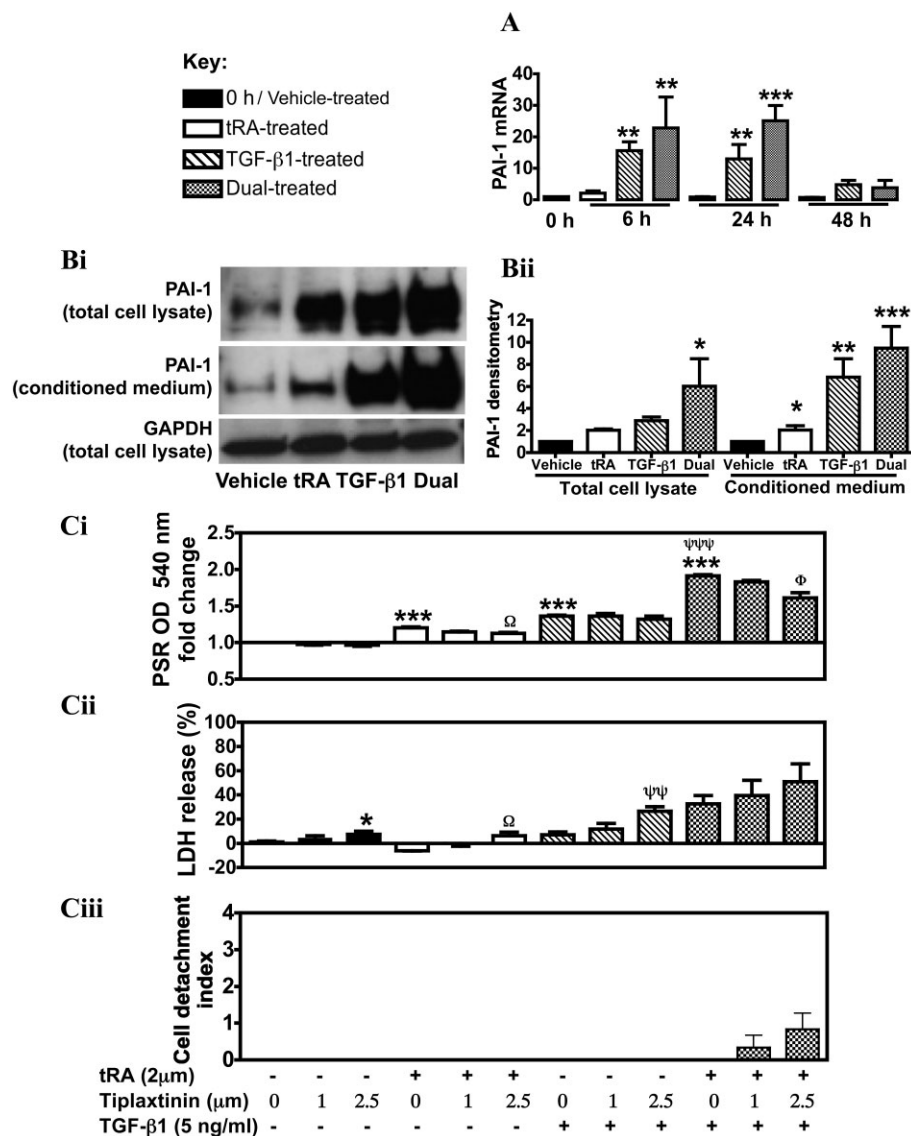 A
Key:
0 h / Vehicle-treated
tRA-treated
TGF-β1-treated
Dual-treated
PAI-1 mRNA
40
30
20
10
0
** ** ** ***
0 h 6 h 24 h 48 h
Bi
PAI-1
(total cell lysate)
PAI-1
(conditioned medium)
GAPDH
(total cell lysate)
Vehicle tRA TGF-β1 Dual
Bii
PAI-1 densitometry
12
10
8
6
4
2
0
* * ** ***
Vehicle tRA TGF-β1 Dual Vehicle tRA TGF-β1 Dual
Total cell lysate Conditioned medium
Ci
PSR OD 540 nm
fold change
2.5
2.0
1.5
1.0
0.5
ψψψ
*** Ω *** *** Φ
Cii
LDH release (%)
100
80
60
40
20
0
-20
* Ω ψψ
Ciii
Cell detachment
index
4
3
2
1
0
tRA (2μm) - - - + + + - - - + + +
Tiplaxtinin (μm) 0 1 2.5 0 1 2.5 0 1 2.5 0 1 2.5
TGF-β1 (5 ng/ml) - - - - - - + + + + + +